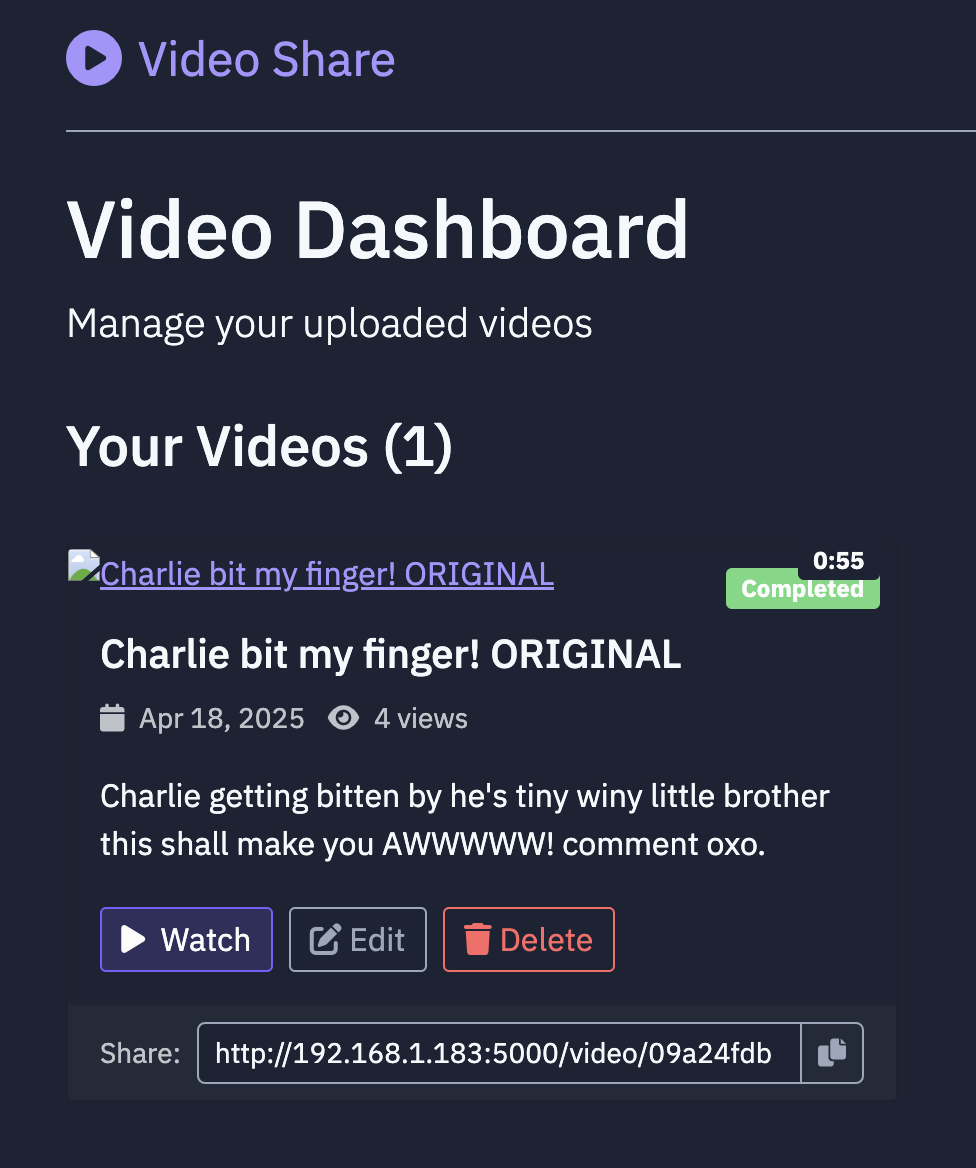 Video Share
Video Dashboard
Manage your uploaded videos
Your Videos (1)
Charlie bit my finger! ORIGINAL
0:55
Completed
Charlie bit my finger! ORIGINAL
Apr 18, 2025 4 views
Charlie getting bitten by he's tiny winy little brother
this shall make you AWWWWW! comment oxo.
Watch Edit Delete
Share: http://192.168.1.183:5000/video/09a24fdb